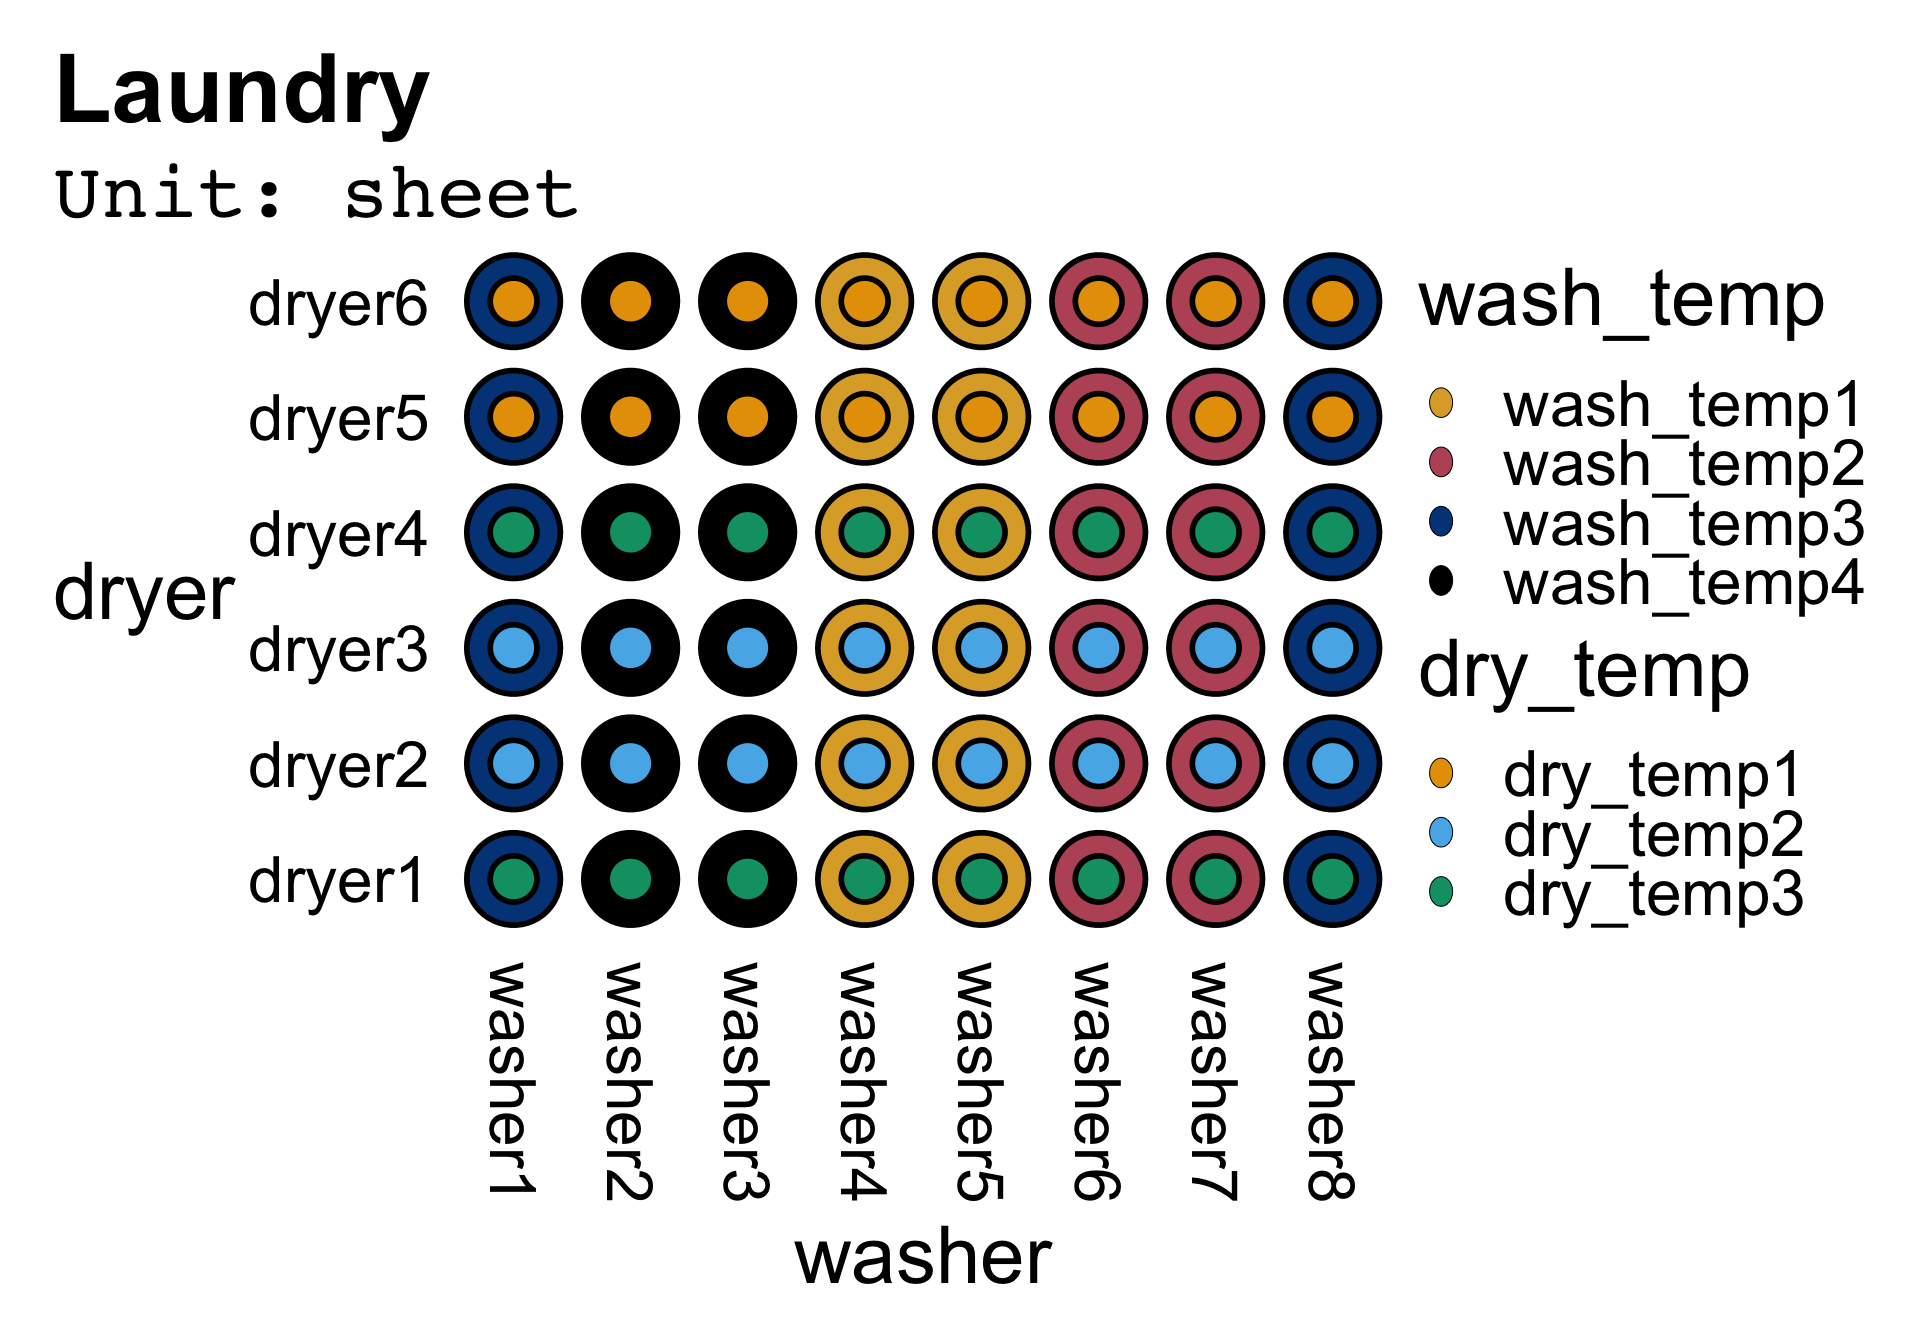 Laundry
Unit: sheet
dryer
dryer6
dryer5
dryer4
dryer3
dryer2
dryer1
washer1
washer2
washer3
washer4
washer5
washer6
washer7
washer8
washer
wash_temp
wash_temp1
wash_temp2
wash_temp3
wash_temp4
dry_temp
dry_temp1
dry_temp2
dry_temp3